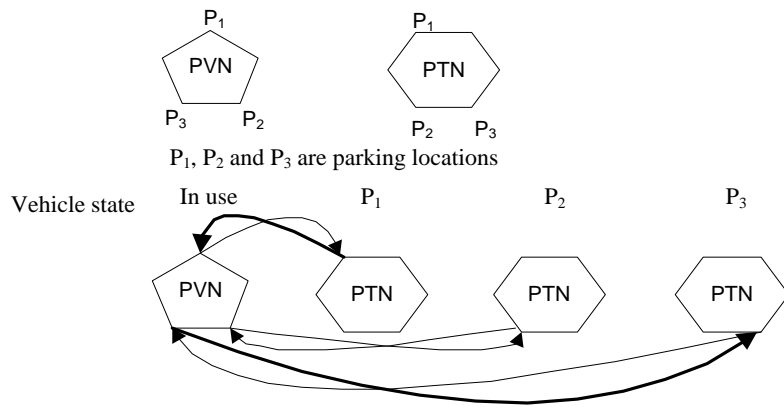 P₁ P₁
PVN PTN
P₃ P₂ P₂ P₃
P₁, P₂ and P₃ are parking locations
Vehicle state In use P₁ P₂ P₃
PVN PTN PTN PTN